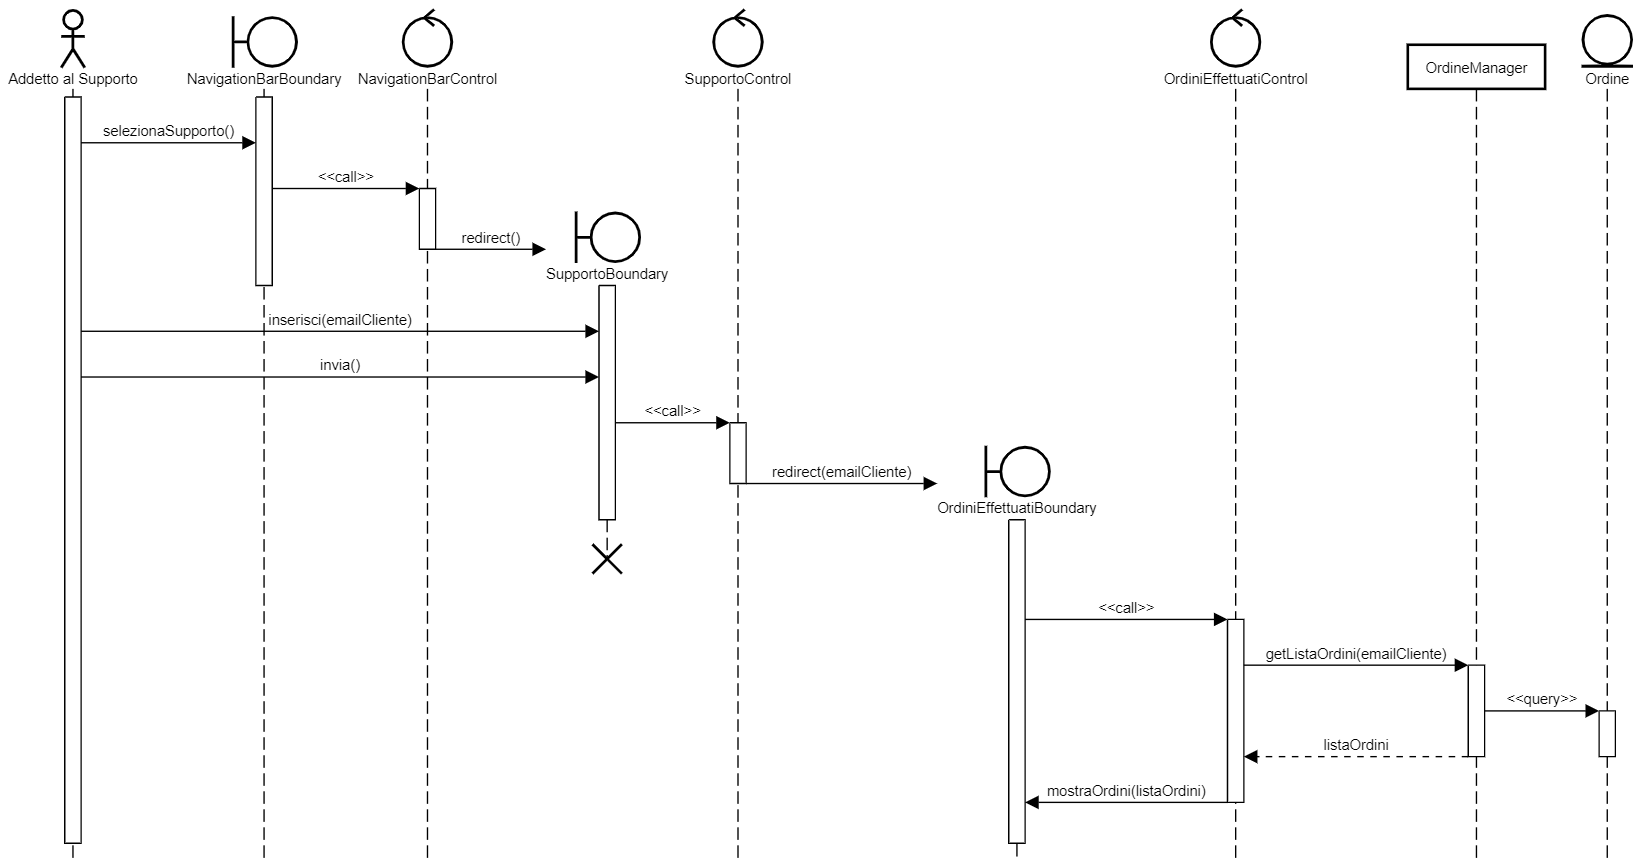 Addetto al Supporto
NavigationBarBoundary
NavigationBarControl
SupportoControl
OrdiniEffettuatiControl
OrdineManager
Ordine
selezionaSupporto()
<<call>>
redirect()
SupportoBoundary
inserisci(emailCliente)
invia()
<<call>>
redirect(emailCliente)
OrdiniEffettuatiBoundary
<<call>>
getListaOrdini(emailCliente)
<<query>>
listaOrdini
mostraOrdini(listaOrdini)